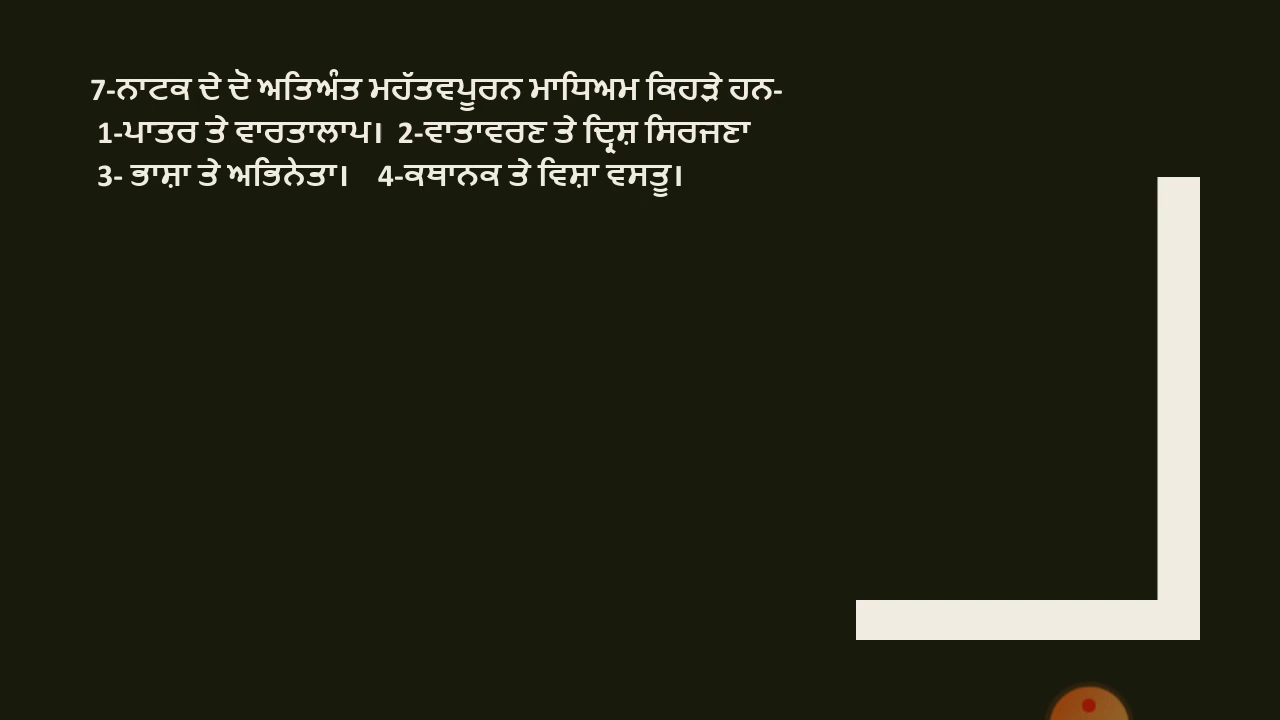 7-ਨਾਟਕ ਦੇ ਦੋ ਅਤਿਅੰਤ ਮਹੱਤਵਪੂਰਨ ਮਾਧਿਅਮ ਕਿਹੜੇ ਹਨ-
1-ਪਾਤਰ ਤੇ ਵਾਰਤਾਲਾਪ। 2-ਵਾਤਾਵਰਣ ਤੇ ਦ੍ਰਿਸ਼ ਸਿਰਜਣਾ
3- ਭਾਸ਼ਾ ਤੇ ਅਭਿਨੇਤਾ। 4-ਕਥਾਨਕ ਤੇ ਵਿਸ਼ਾ ਵਸਤੂ।